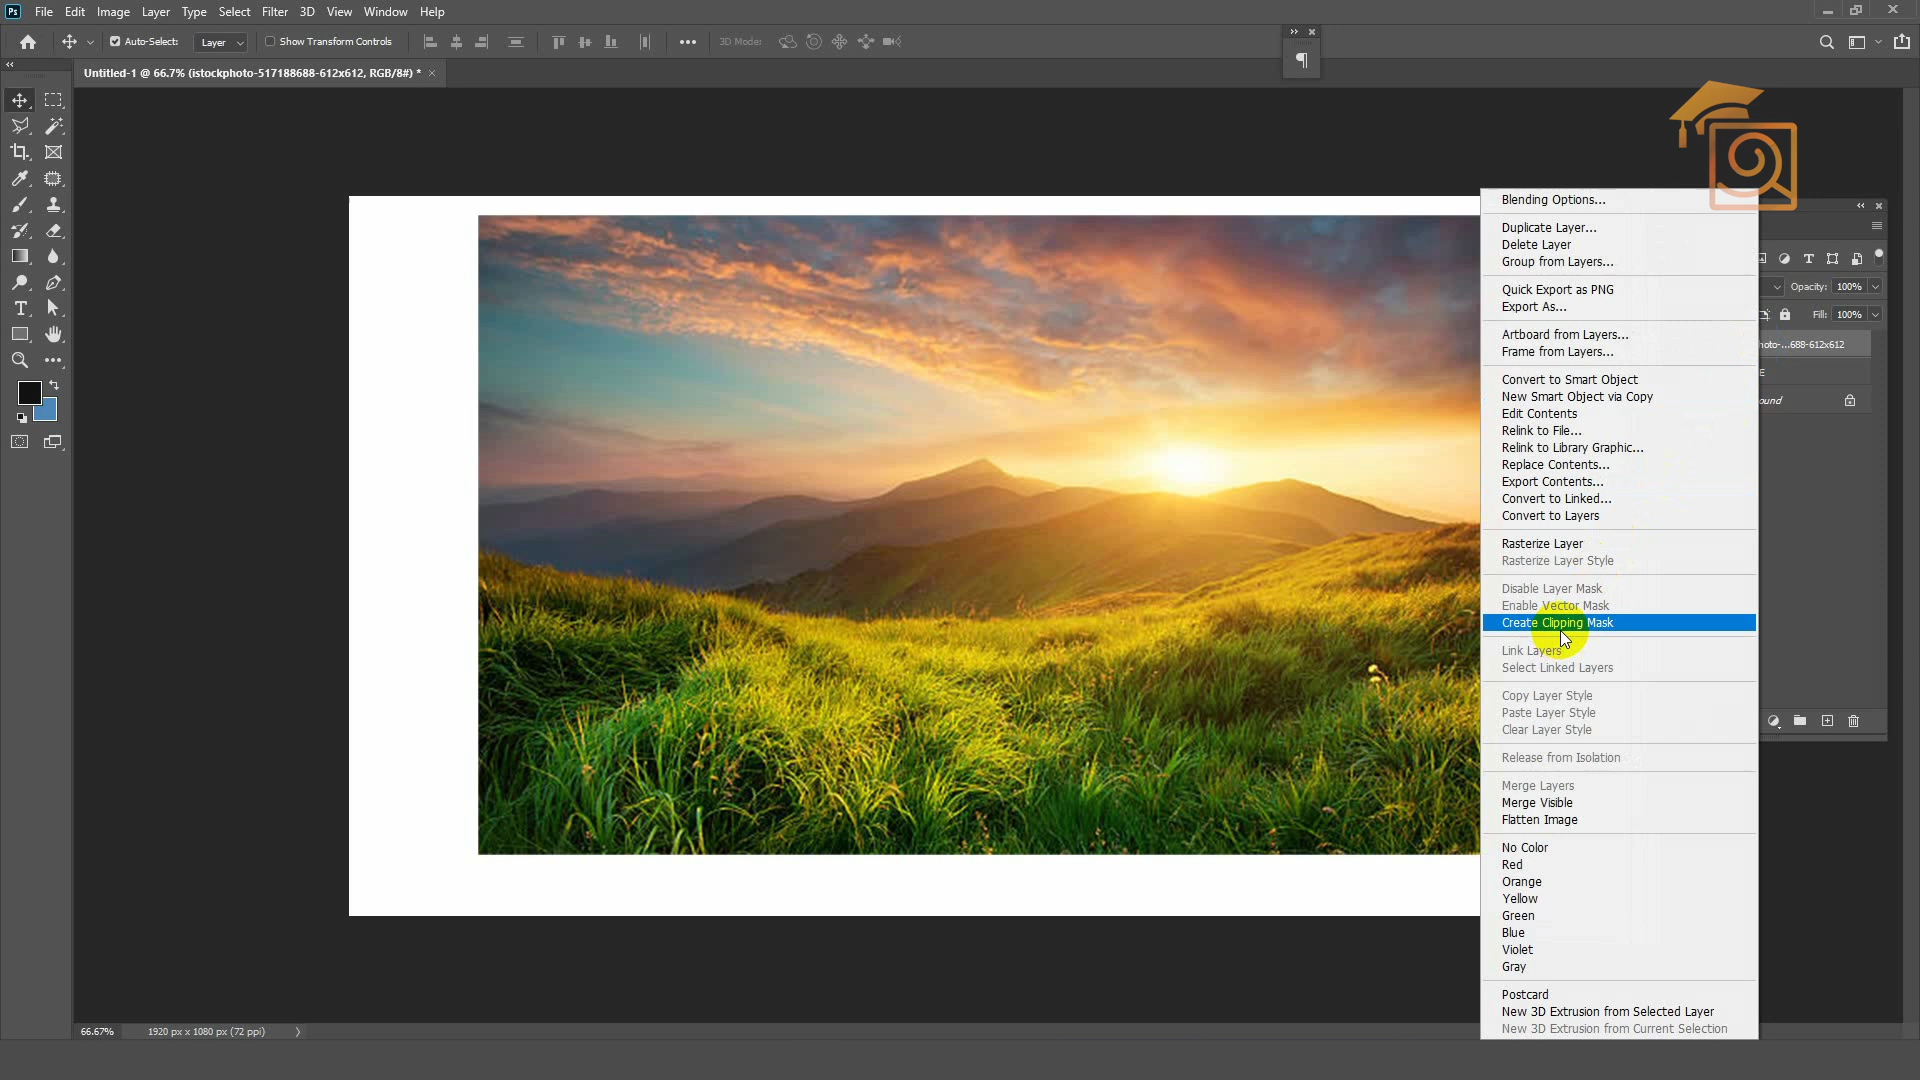 Ps File Edit Image Layer Type Select Filter 3D View Window Help
Auto-Select: Layer Show Transform Controls 3D Mode:
Untitled-1 @ 66.7% (istockphoto-517188688-612x612, RGB/8#) *
Blending Options...
Duplicate Layer...
Delete Layer
Group from Layers...
Quick Export as PNG
Export As...
Artboard from Layers...
Frame from Layers...
Convert to Smart Object
New Smart Object via Copy
Edit Contents
Relink to File...
Relink to Library Graphic...
Replace Contents...
Export Contents...
Convert to Linked...
Convert to Layers
Rasterize Layer
Rasterize Layer Style
Disable Layer Mask
Enable Vector Mask
Create Clipping Mask
Link Layers
Select Linked Layers
Copy Layer Style
Paste Layer Style
Clear Layer Style
Release from Isolation
Merge Layers
Merge Visible
Flatten Image
No Color
Red
Orange
Yellow
Green
Blue
Violet
Gray
Postcard
New 3D Extrusion from Selected Layer
New 3D Extrusion from Current Selection
Opacity: 100%
Fill: 100%
hoto-...688-612x612
E
ound
66.67% 1920 px x 1080 px (72 ppi)